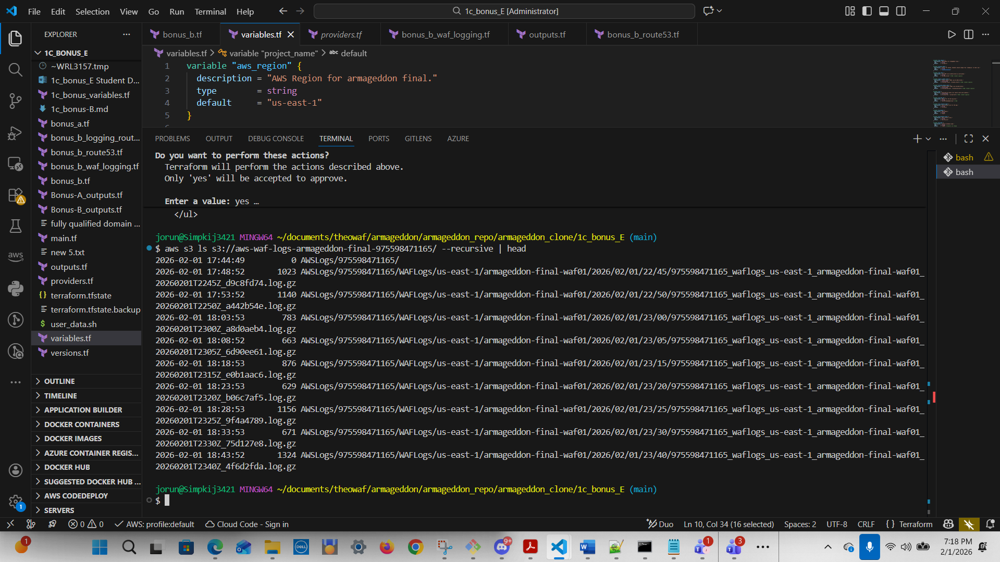 File Edit Selection View Go Run Terminal Help
1c_bonus_E [Administrator]
EXPLORER
bonus_b.tf
variables.tf
providers.tf
bonus_b_waf_logging.tf
outputs.tf
bonus_b_route53.tf
1C_BONUS_E
~WRL3157.tmp
1c_bonus_E Student D...
1c_bonus_variables.tf
1c_bonus-B.md
bonus_a.tf
bonus_b_logging_rout...
bonus_b_route53.tf
bonus_b_waf_logging.tf
bonus_b.tf
Bonus-A_outputs.tf
Bonus-B_outputs.tf
fully qualified domain ...
main.tf
new 5.txt
outputs.tf
providers.tf
terraform.tfstate
terraform.tfstate.backup
user_data.sh
variables.tf
versions.tf
OUTLINE
TIMELINE
APPLICATION BUILDER
DOCKER CONTAINERS
DOCKER IMAGES
AZURE CONTAINER REGIS...
DOCKER HUB
SUGGESTED DOCKER HUB ...
AWS CODEDEPLOY
SERVERS
aws
1
variables.tf > variable "project_name" > abc default
1 variable "aws_region" {
2 description = "AWS Region for armageddon final."
3 type = string
4 default = "us-east-1"
5 }
PROBLEMS OUTPUT DEBUG CONSOLE TERMINAL PORTS GITLENS AZURE
bash
bash
Do you want to perform these actions?
Terraform will perform the actions described above.
Only 'yes' will be accepted to approve.
Enter a value: yes …
</ul>
jorun@Simpkij3421 MINGW64 ~/documents/theowaf/armageddon/armageddon_repo/armageddon_clone/1c_bonus_E (main)
$ aws s3 ls s3://aws-waf-logs-armageddon-final-975598471165/ --recursive | head
2026-02-01 17:44:49 0 AWSLogs/975598471165/
2026-02-01 17:48:52 1023 AWSLogs/975598471165/WAFLogs/us-east-1/armageddon-final-waf01/2026/02/01/22/45/975598471165_waflogs_us-east-1_armageddon-final-waf01_
20260201T2245Z_d9c8fd74.log.gz
2026-02-01 17:53:52 1140 AWSLogs/975598471165/WAFLogs/us-east-1/armageddon-final-waf01/2026/02/01/22/50/975598471165_waflogs_us-east-1_armageddon-final-waf01_
20260201T2250Z_a442b54e.log.gz
2026-02-01 18:03:53 783 AWSLogs/975598471165/WAFLogs/us-east-1/armageddon-final-waf01/2026/02/01/23/00/975598471165_waflogs_us-east-1_armageddon-final-waf01_
20260201T2300Z_a8d0aeb4.log.gz
2026-02-01 18:08:52 663 AWSLogs/975598471165/WAFLogs/us-east-1/armageddon-final-waf01/2026/02/01/23/05/975598471165_waflogs_us-east-1_armageddon-final-waf01_
20260201T2305Z_6d90ee61.log.gz
2026-02-01 18:18:53 876 AWSLogs/975598471165/WAFLogs/us-east-1/armageddon-final-waf01/2026/02/01/23/15/975598471165_waflogs_us-east-1_armageddon-final-waf01_
20260201T2315Z_e0b1aac6.log.gz
2026-02-01 18:23:53 629 AWSLogs/975598471165/WAFLogs/us-east-1/armageddon-final-waf01/2026/02/01/23/20/975598471165_waflogs_us-east-1_armageddon-final-waf01_
20260201T2320Z_b06c7af5.log.gz
2026-02-01 18:28:53 1156 AWSLogs/975598471165/WAFLogs/us-east-1/armageddon-final-waf01/2026/02/01/23/25/975598471165_waflogs_us-east-1_armageddon-final-waf01_
20260201T2325Z_9f4a4789.log.gz
2026-02-01 18:33:53 671 AWSLogs/975598471165/WAFLogs/us-east-1/armageddon-final-waf01/2026/02/01/23/30/975598471165_waflogs_us-east-1_armageddon-final-waf01_
20260201T2330Z_75d127e8.log.gz
2026-02-01 18:43:52 1324 AWSLogs/975598471165/WAFLogs/us-east-1/armageddon-final-waf01/2026/02/01/23/40/975598471165_waflogs_us-east-1_armageddon-final-waf01_
20260201T2340Z_4f6d2fda.log.gz
jorun@Simpkij3421 MINGW64 ~/documents/theowaf/armageddon/armageddon_repo/armageddon_clone/1c_bonus_E (main)
$
0 0 AWS: profile:default Cloud Code - Sign in Duo Ln 10, Col 34 (16 selected) Spaces: 2 UTF-8 CRLF { } Terraform
1
DELL
9+
1
3
7:18 PM
2/1/2026